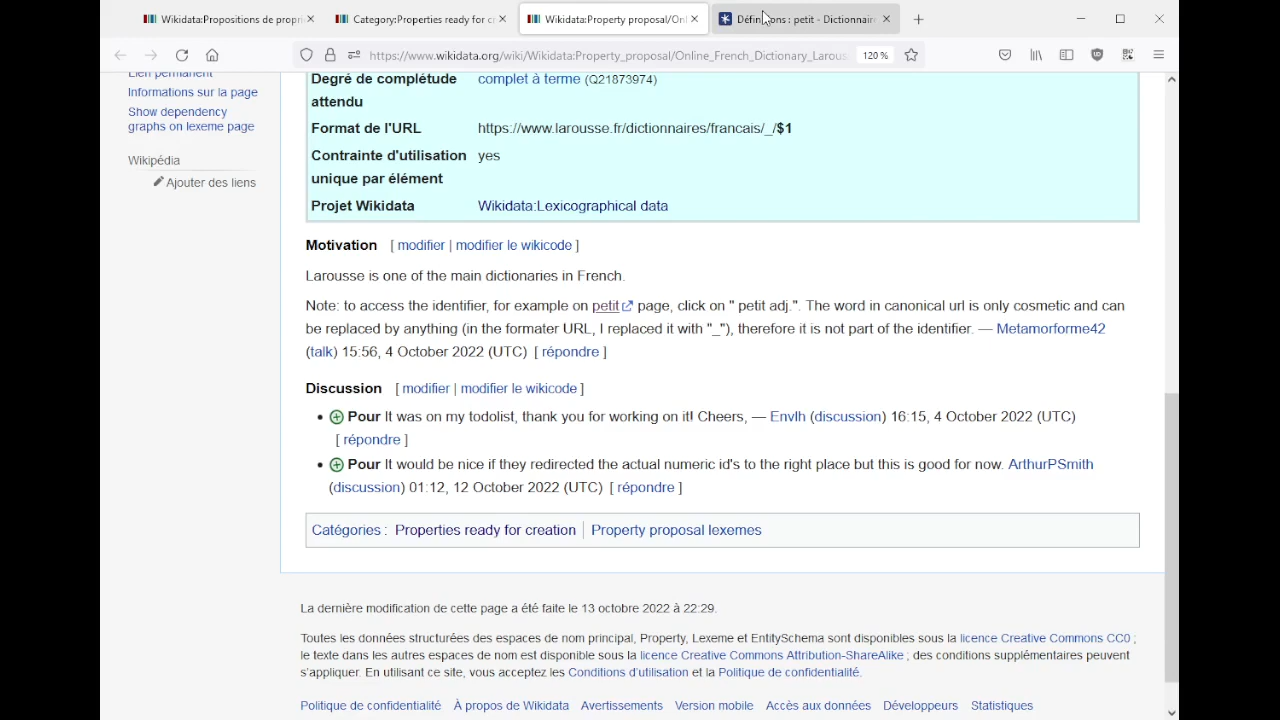 Wikidata:Propositions de propri
Category:Properties ready for cr
Wikidata:Property proposal/Onl
Définitions : petit - Dictionnaire
https://www.wikidata.org/wiki/Wikidata:Property_proposal/Online_French_Dictionary_Larous
120 %
Lien permanent
Informations sur la page
Show dependency
graphs on lexeme page
Wikipédia
Ajouter des liens
Degré de complétude attendu complet à terme (Q21873974)
Format de l'URL https://www.larousse.fr/dictionnaires/francais/_/$1
Contrainte d'utilisation unique par élément yes
Projet Wikidata Wikidata:Lexicographical data
Motivation [ modifier | modifier le wikicode ]
Larousse is one of the main dictionaries in French.
Note: to access the identifier, for example on petit page, click on " petit adj.". The word in canonical url is only cosmetic and can
be replaced by anything (in the formater URL, I replaced it with "_"), therefore it is not part of the identifier. — Metamorforme42
(talk) 15:56, 4 October 2022 (UTC) [ répondre ]
Discussion [ modifier | modifier le wikicode ]
• Pour It was on my todolist, thank you for working on it! Cheers, — Envlh (discussion) 16:15, 4 October 2022 (UTC)
[ répondre ]
• Pour It would be nice if they redirected the actual numeric id's to the right place but this is good for now. ArthurPSmith
(discussion) 01:12, 12 October 2022 (UTC) [ répondre ]
Catégories : Properties ready for creation | Property proposal lexemes
La dernière modification de cette page a été faite le 13 octobre 2022 à 22:29.
Toutes les données structurées des espaces de nom principal, Property, Lexeme et EntitySchema sont disponibles sous la licence Creative Commons CC0 ;
le texte dans les autres espaces de nom est disponible sous la licence Creative Commons Attribution-ShareAlike ; des conditions supplémentaires peuvent
s'appliquer. En utilisant ce site, vous acceptez les Conditions d'utilisation et la Politique de confidentialité.
Politique de confidentialité À propos de Wikidata Avertissements Version mobile Accès aux données Développeurs Statistiques